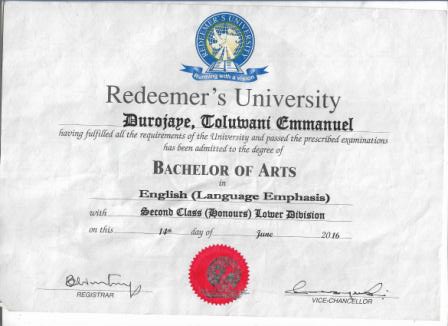 REDEEMER'S UNIVERSITY
Running with a vision
Redeemer's University
Durojaye, Toluwani Emmanuel
having fulfilled all the requirements of the University and passed the prescribed examinations
has been admitted to the degree of
BACHELOR OF ARTS
in
English (Language Emphasis)
with Second Class (Honours) Lower Division
on this 14th day of June 2016
REGISTRAR
VICE-CHANCELLOR